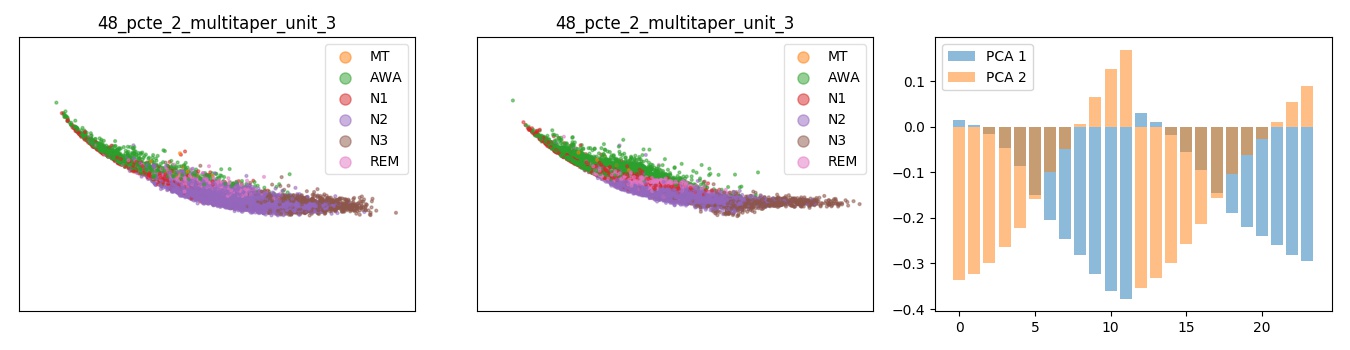 48_pcte_2_multitaper_unit_3
MT
AWA
N1
N2
N3
REM
48_pcte_2_multitaper_unit_3
MT
AWA
N1
N2
N3
REM
PCA 1
PCA 2
0.1
0.0
−0.1
−0.2
−0.3
−0.4
0 5 10 15 20